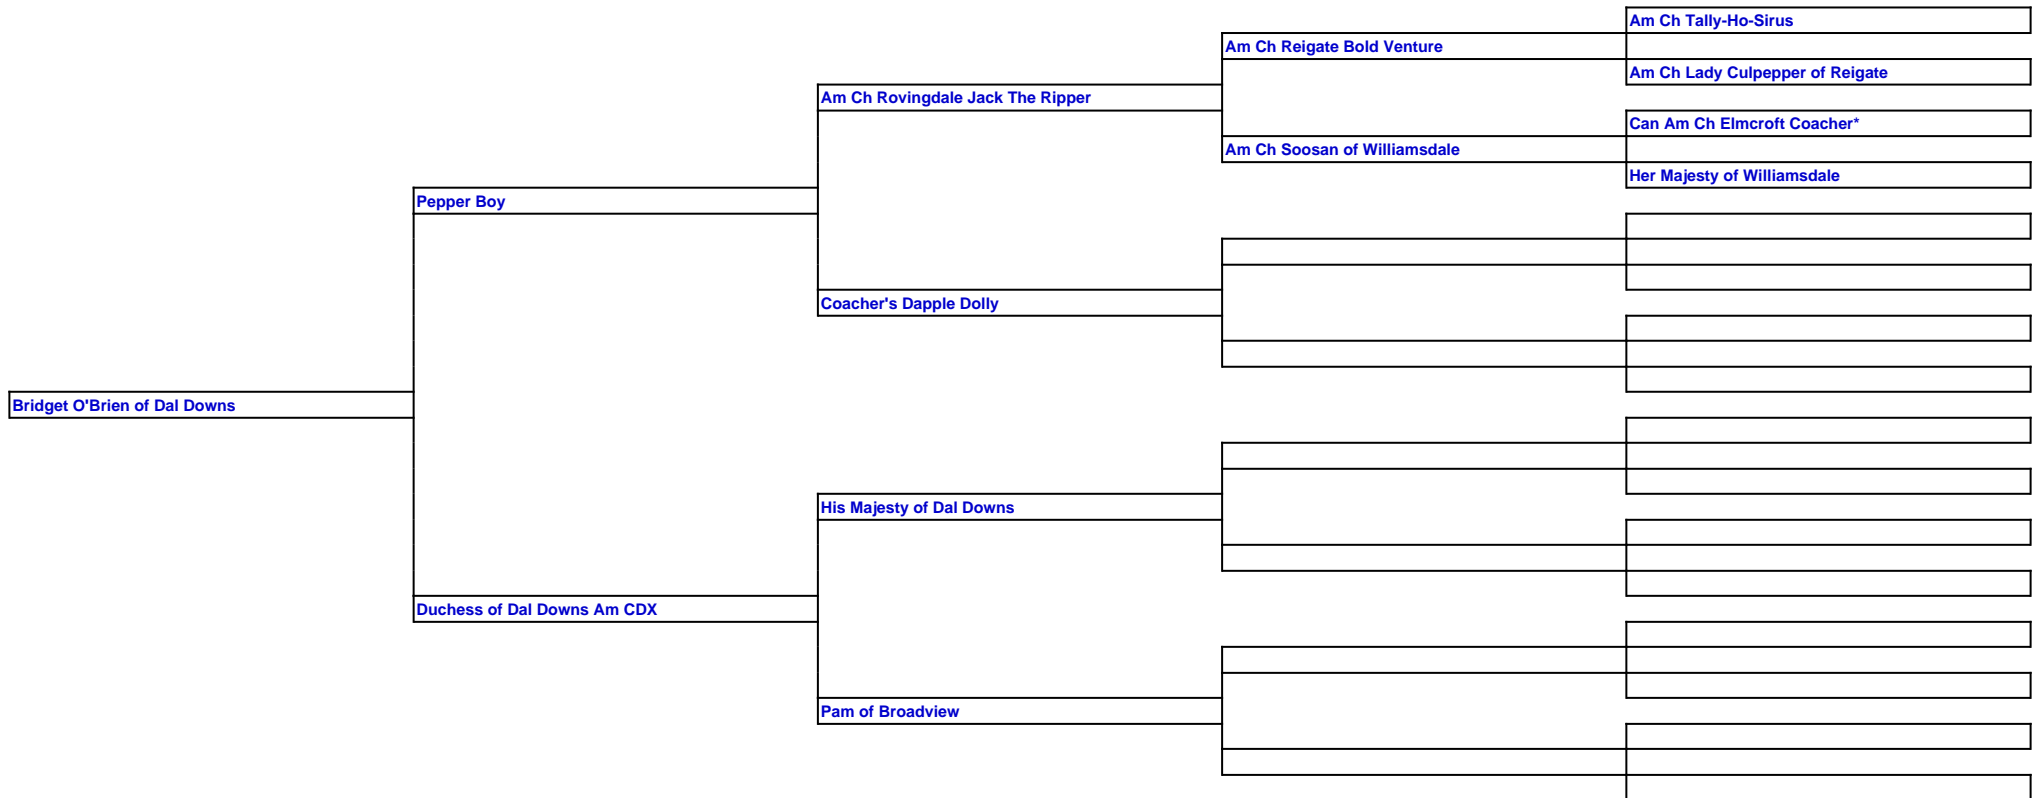 Am Ch Tally-Ho-Sirus
Am Ch Reigate Bold Venture
Am Ch Lady Culpepper of Reigate
Am Ch Rovingdale Jack The Ripper
Can Am Ch Elmcroft Coacher*
Am Ch Soosan of Williamsdale
Her Majesty of Williamsdale
Pepper Boy
Coacher's Dapple Dolly
Bridget O'Brien of Dal Downs
His Majesty of Dal Downs
Duchess of Dal Downs Am CDX
Pam of Broadview